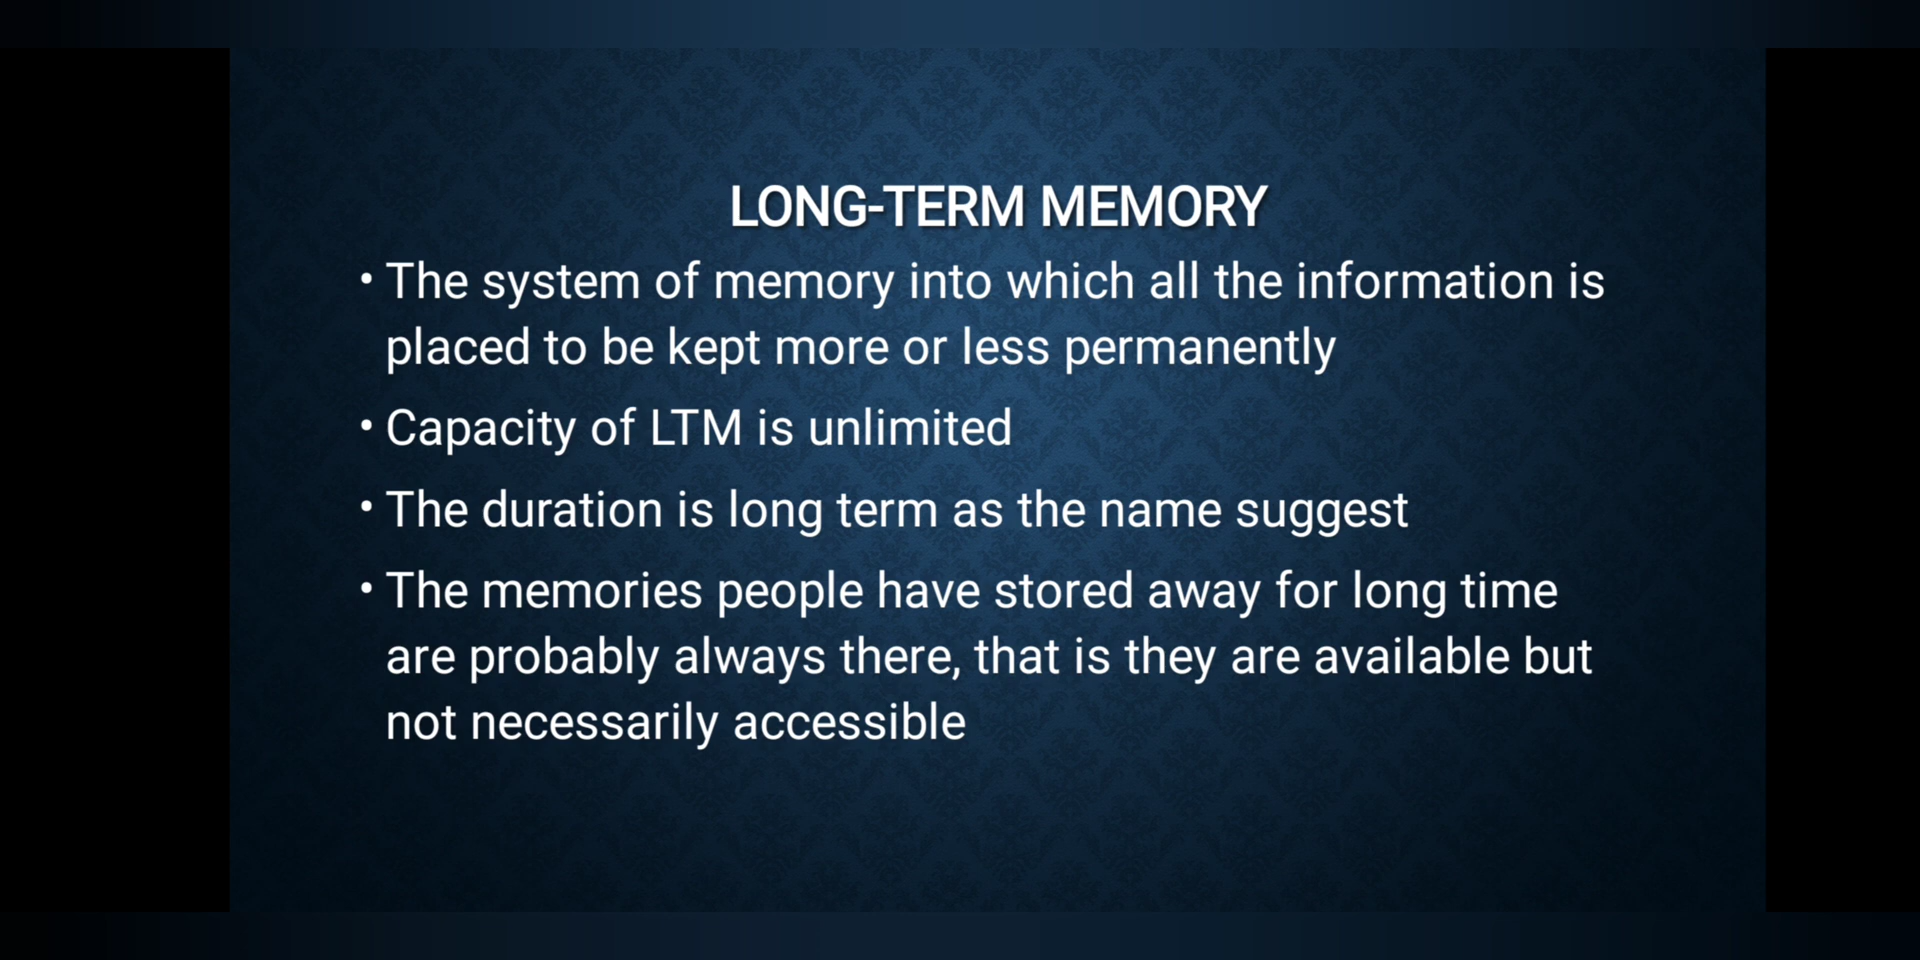 LONG-TERM MEMORY
• The system of memory into which all the information is
placed to be kept more or less permanently
• Capacity of LTM is unlimited
• The duration is long term as the name suggest
• The memories people have stored away for long time
are probably always there, that is they are available but
not necessarily accessible